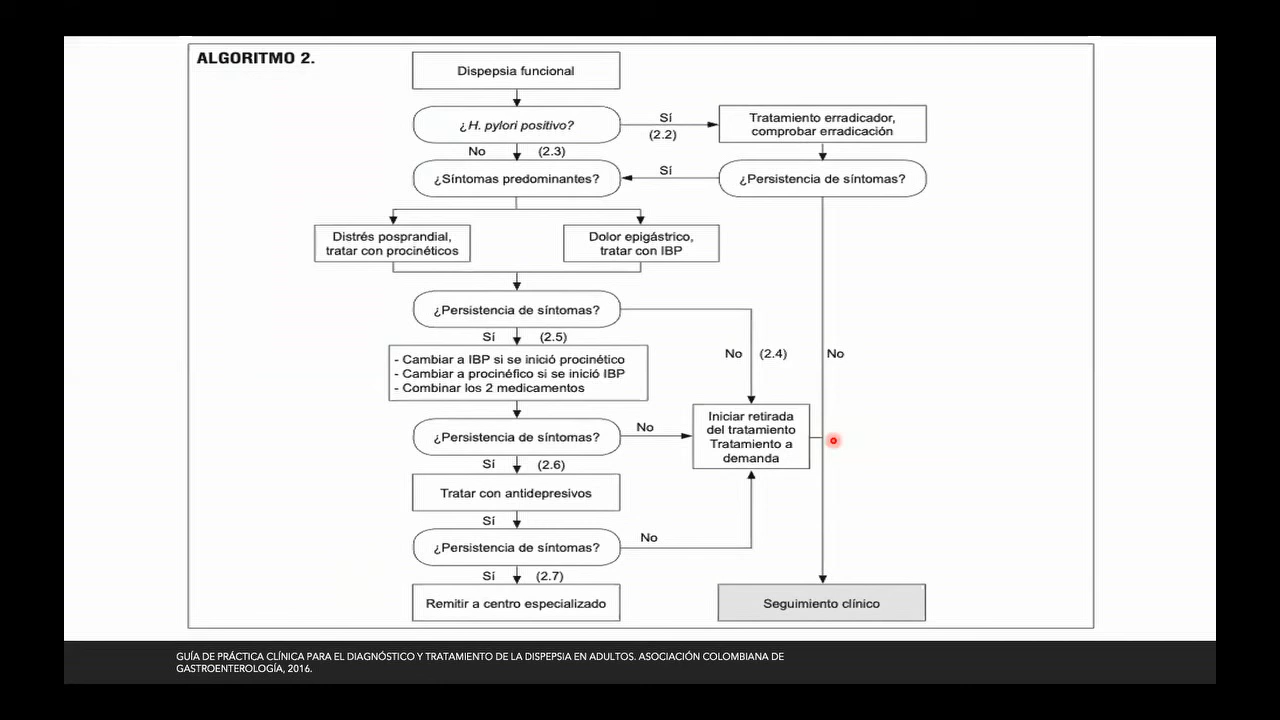 ALGORITMO 2.
Dispepsia funcional
¿H. pylori positivo?
Sí
(2.2)
Tratamiento erradicador,
comprobar erradicación
No (2.3)
¿Síntomas predominantes?
Sí
¿Persistencia de síntomas?
Distrés posprandial,
tratar con procinéticos
Dolor epigástrico,
tratar con IBP
¿Persistencia de síntomas?
Sí (2.5)
No (2.4)
No
- Cambiar a IBP si se inició procinético
- Cambiar a procinéfico si se inició IBP
- Combinar los 2 medicamentos
¿Persistencia de síntomas?
No
Iniciar retirada
del tratamiento
Tratamiento a
demanda
Sí (2.6)
Tratar con antidepresivos
Sí
¿Persistencia de síntomas?
No
Sí (2.7)
Remitir a centro especializado
Seguimiento clínico
GUÍA DE PRÁCTICA CLÍNICA PARA EL DIAGNÓSTICO Y TRATAMIENTO DE LA DISPEPSIA EN ADULTOS. ASOCIACIÓN COLOMBIANA DE
GASTROENTEROLOGÍA, 2016.